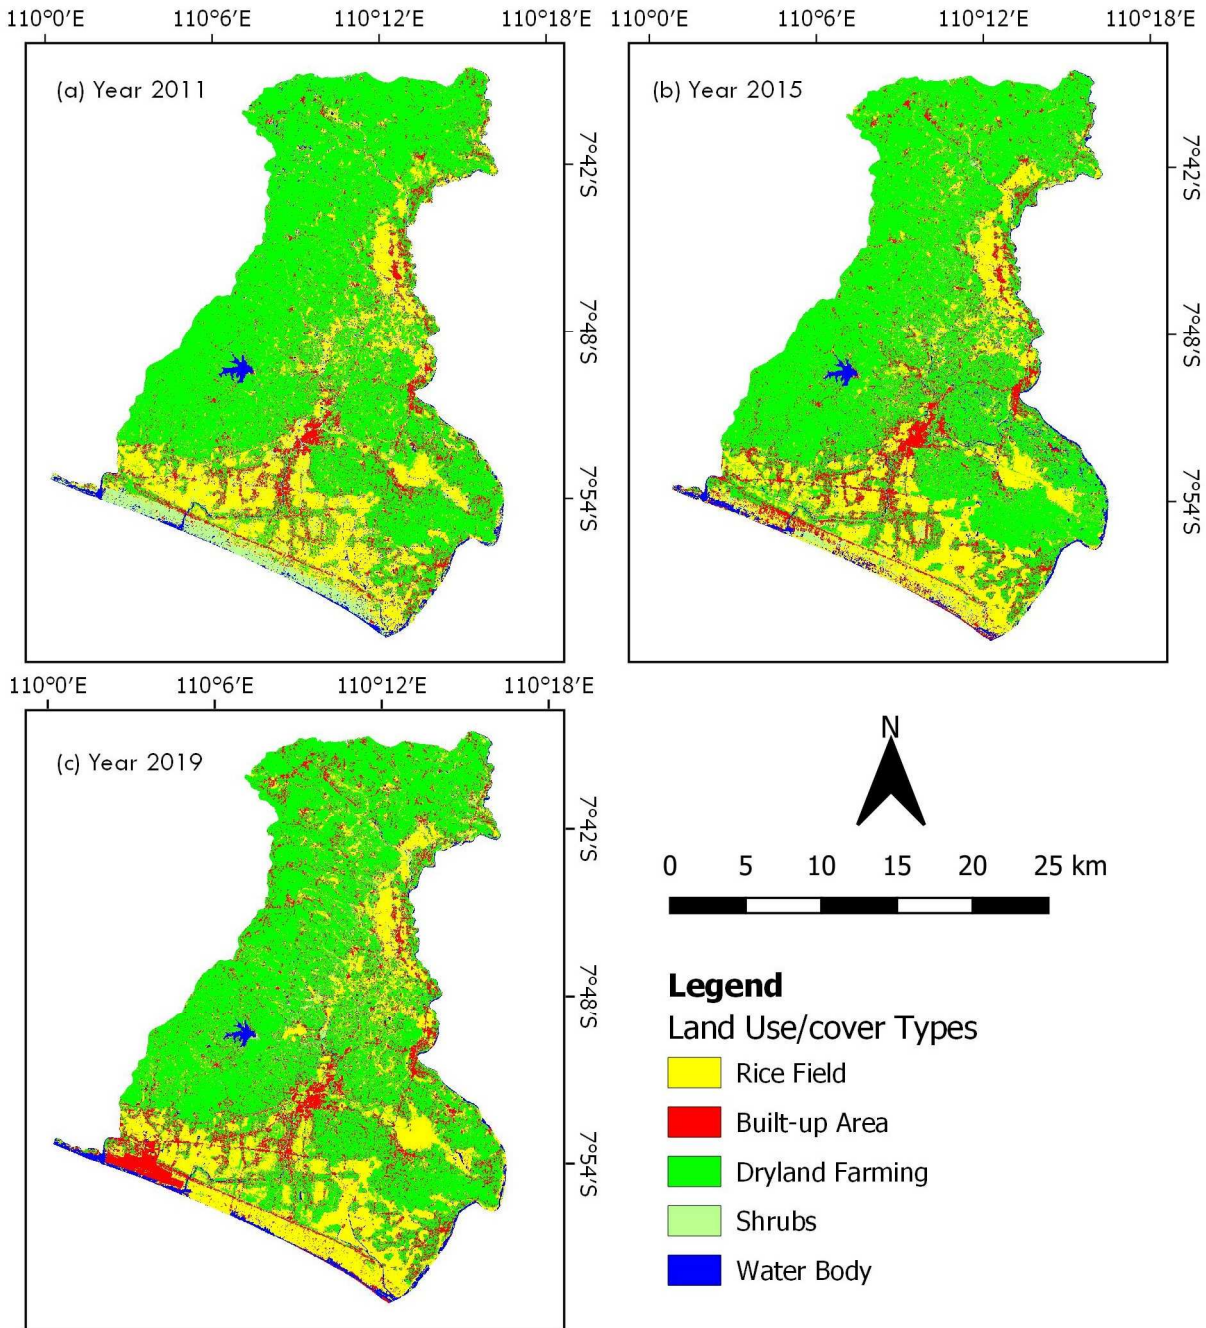 110°0′E 110°6′E 110°12′E 110°18′E 110°0′E 110°6′E 110°12′E 110°18′E
(a) Year 2011
(b) Year 2015
7°42′S
7°48′S
7°54′S
7°42′S
7°48′S
7°54′S
110°0′E 110°6′E 110°12′E 110°18′E
(c) Year 2019
7°42′S
7°48′S
7°54′S
N
0 5 10 15 20 25 km
Legend
Land Use/cover Types
Rice Field
Built-up Area
Dryland Farming
Shrubs
Water Body